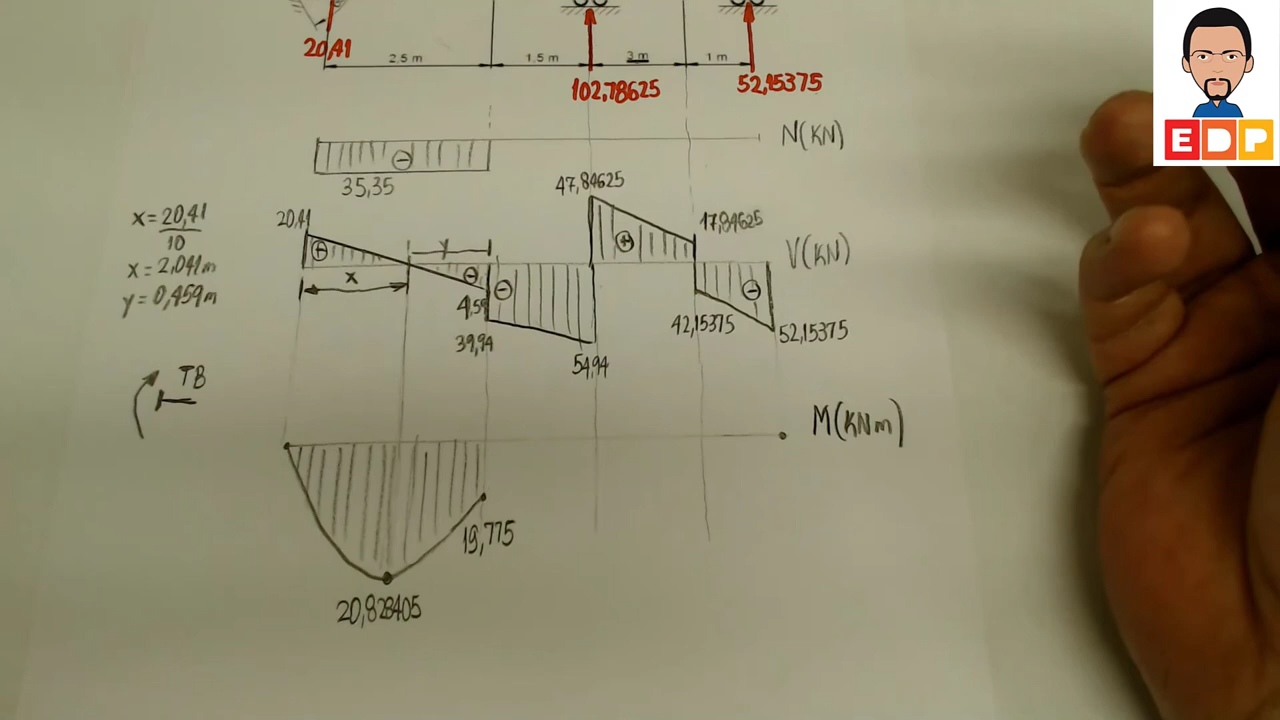 20,41
2.5 m
1.5 m
3 m
1 m
102,78625
52,15375
EDP
N(KN)
35,35
47,84625
x=20,41
10
x=2,041m
y=0,459m
20,41
+
x
y
-
4,59
39,94
54,94
+
17,84625
V(KN)
-
42,15375
52,15375
TB
M(KNm)
19,775
20,828405